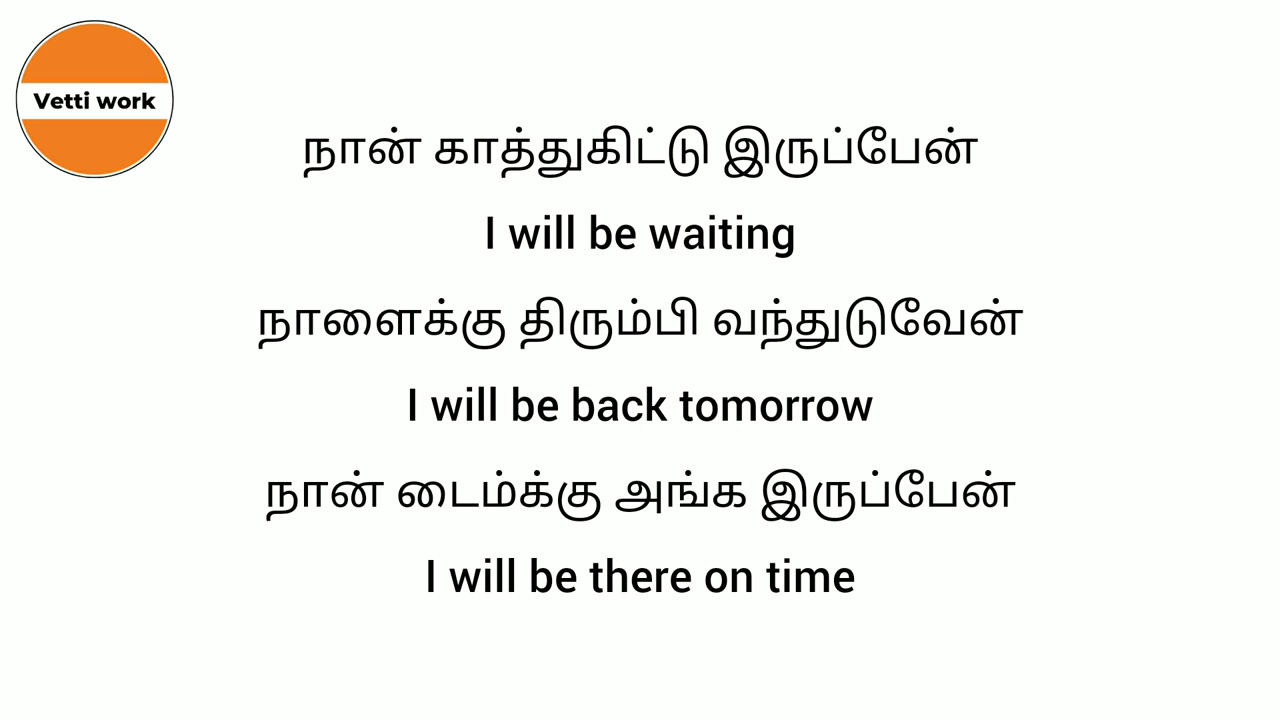 Vetti work
நான் காத்துகிட்டு இருப்பேன்
I will be waiting
நாளைக்கு திரும்பி வந்துடுவேன்
I will be back tomorrow
நான் டைம்க்கு அங்க இருப்பேன்
I will be there on time